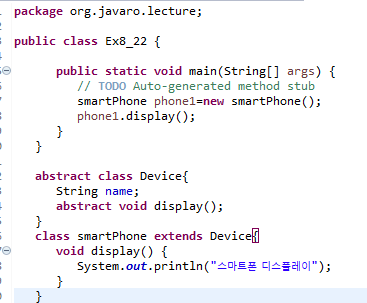 package org.javaro.lecture;
public class Ex8_22 {
public static void main(String[] args) {
// TODO Auto-generated method stub
smartPhone phone1=new smartPhone();
phone1.display();
}
}
abstract class Device{
String name;
abstract void display();
}
class smartPhone extends Device{
void display() {
System.out.println("스마트폰 디스플레이");
}
}